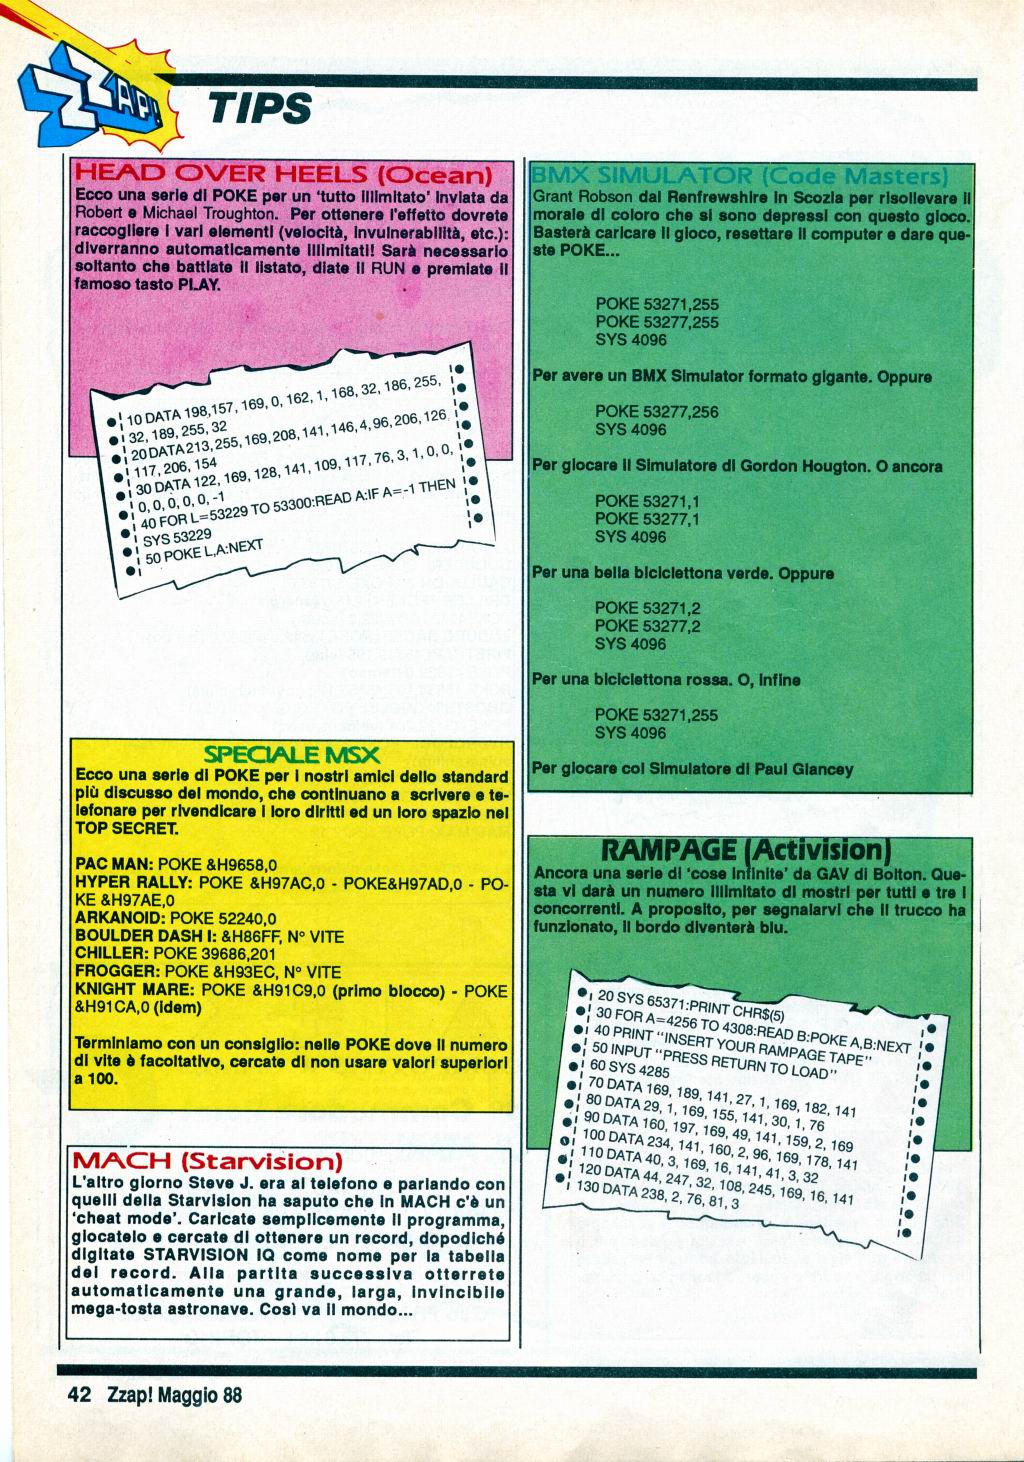 ZZAP!
TIPS
HEAD OVER HEELS (Ocean)
Ecco una serie di POKE per un 'tutto illimitato' inviata da
Robert e Michael Troughton. Per ottenere l'effetto dovrete
raccogliere i vari elementi (velocità, invulnerabilità, etc.):
diverranno automaticamente illimitati! Sarà necessario
soltanto che battiate il listato, diate il RUN e premiate il
famoso tasto PLAY.
10 DATA 198,157, 169, 0, 162, 1, 168, 32, 186, 255,
32, 189, 255, 32
20 DATA 213, 255, 169, 208, 141, 146, 4, 96, 206, 126
117, 206, 154
30 DATA 122, 169, 128, 141, 109, 117, 76, 3, 1, 0, 0,
0, 0, 0, 0, 0, -1
40 FOR L=53229 TO 53300:READ A:IF A=-1 THEN
SYS 53229
50 POKE L,A:NEXT
SPECIALE MSX
Ecco una serie di POKE per i nostri amici dello standard
più discusso del mondo, che continuano a scrivere e te-
lefonare per rivendicare i loro diritti ed un loro spazio nel
TOP SECRET.
PAC MAN: POKE &H9658,0
HYPER RALLY: POKE &H97AC,0 - POKE&H97AD,0 - PO-
KE &H97AE,0
ARKANOID: POKE 52240,0
BOULDER DASH I: &H86FF, N° VITE
CHILLER: POKE 39686,201
FROGGER: POKE &H93EC, N° VITE
KNIGHT MARE: POKE &H91C9,0 (primo blocco) - POKE
&H91CA,0 (idem)
Terminiamo con un consiglio: nelle POKE dove il numero
di vite è facoltativo, cercate di non usare valori superiori
a 100.
MACH (Starvision)
L'altro giorno Steve J. era al telefono e parlando con
quelli della Starvision ha saputo che in MACH c'è un
'cheat mode'. Caricate semplicemente il programma,
giocatelo e cercate di ottenere un record, dopodiché
digitate STARVISION IQ come nome per la tabella
dei record. Alla partita successiva otterrete
automaticamente una grande, larga, invincibile
mega-tosta astronave. Così va il mondo...
BMX SIMULATOR (Code Masters)
Grant Robson dal Renfrewshire in Scozia per risollevare il
morale di coloro che si sono depressi con questo gioco.
Basterà caricare il gioco, resettare il computer e dare que-
ste POKE...
POKE 53271,255
POKE 53277,255
SYS 4096
Per avere un BMX Simulator formato gigante. Oppure
POKE 53277,256
SYS 4096
Per giocare il Simulatore di Gordon Hougton. O ancora
POKE 53271,1
POKE 53277,1
SYS 4096
Per una bella biciclettona verde. Oppure
POKE 53271,2
POKE 53277,2
SYS 4096
Per una biciclettona rossa. O, infine
POKE 53271,255
SYS 4096
Per giocare col Simulatore di Paul Glancey
RAMPAGE (Activision)
Ancora una serie di 'cose infinite' da GAV di Bolton. Que-
sta vi darà un numero illimitato di mostri per tutti e tre i
concorrenti. A proposito, per segnalarvi che il trucco ha
funzionato, il bordo diventerà blu.
20 SYS 65371:PRINT CHR$(5)
30 FOR A=4256 TO 4308:READ B:POKE A,B:NEXT
40 PRINT "INSERT YOUR RAMPAGE TAPE"
50 INPUT "PRESS RETURN TO LOAD"
60 SYS 4285
70 DATA 169, 189, 141, 27, 1, 169, 182, 141
80 DATA 29, 1, 169, 155, 141, 30, 1, 76
90 DATA 160, 197, 169, 49, 141, 159, 2, 169
100 DATA 234, 141, 160, 2, 96, 169, 178, 141
110 DATA 40, 3, 169, 16, 141, 41, 3, 32
120 DATA 44, 247, 32, 108, 245, 169, 16, 141
130 DATA 238, 2, 76, 81, 3
42 Zzap! Maggio 88